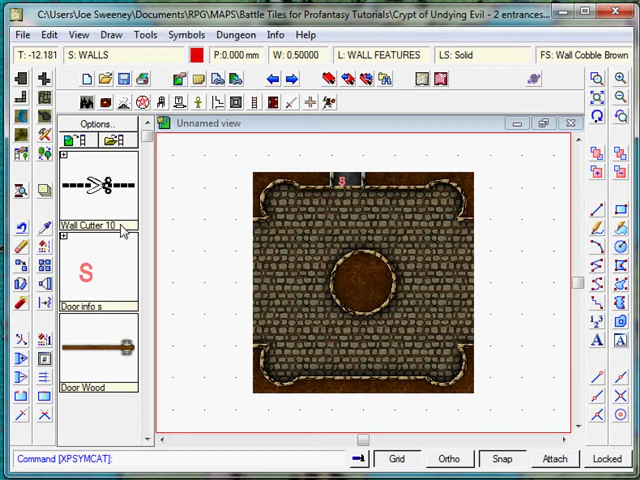 C:\Users\Joe Sweeney\Documents\RPG\MAPS\Battle Tiles for Profantasy Tutorials\Crypt of Undying Evil - 2 entrances...
File Edit View Draw Tools Symbols Dungeon Info Help
T: -12.181 S: WALLS P:0.000 mm W: 0.50000 L: WALL FEATURES LS: Solid FS: Wall Cobble Brown
Options..
Unnamed view
S
Wall Cutter 10
S
Door info s
Door Wood
1,2 3
A A
Command [XPSYMCAT]: Grid Ortho Snap Attach Locked